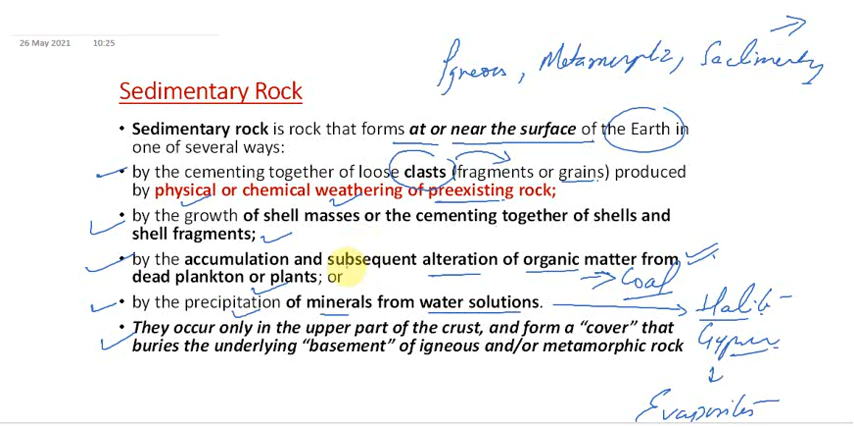 26 May 2021 10:25
Igneous, Metamorphic, Sedimentary
Sedimentary Rock
• Sedimentary rock is rock that forms at or near the surface of the Earth in
one of several ways:
• by the cementing together of loose clasts (fragments or grains) produced
by physical or chemical weathering of preexisting rock;
• by the growth of shell masses or the cementing together of shells and
shell fragments;
• by the accumulation and subsequent alteration of organic matter from
dead plankton or plants; or
Coal
• by the precipitation of minerals from water solutions.
Halite
• They occur only in the upper part of the crust, and form a “cover” that
buries the underlying “basement” of igneous and/or metamorphic rock
Gypsum
Evaporites